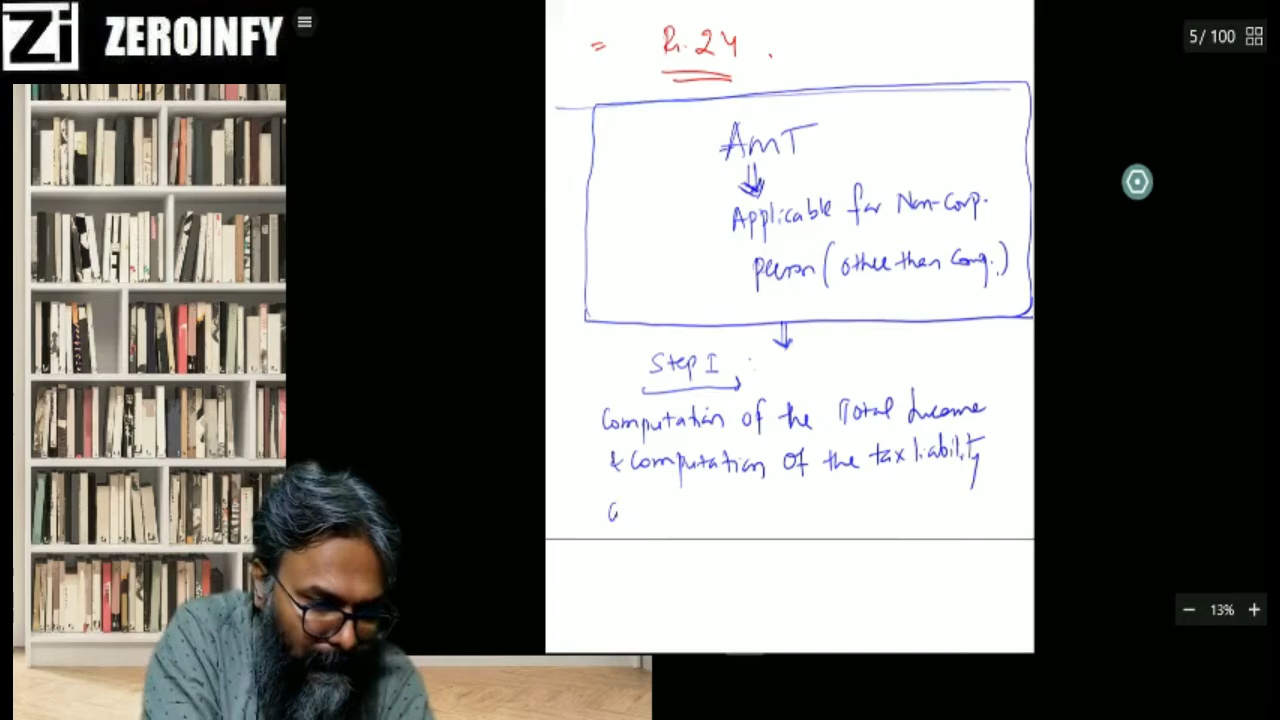 Zi ZEROINFY
5 / 100
= Rs. 24 .
AMT
Applicable for Non-Corp.
person (other than Comp.)
Step I :
Computation of the Total Income
& Computation of the tax liability
13%